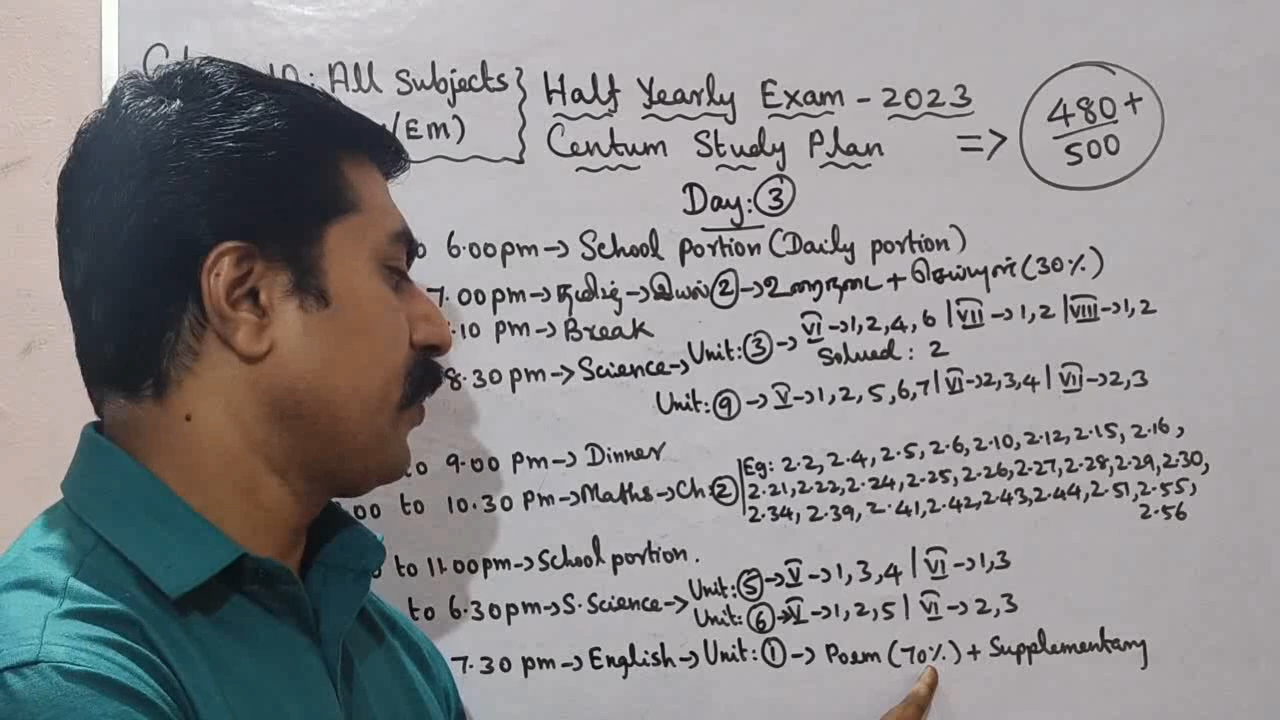 10: All Subjects
/EM)
Half Yearly Exam - 2023
Centum Study Plan => 480+/500
Day: 3
to 6.00pm -> School portion (Daily portion)
7.00pm -> தமிழ் -> இயல் 2 -> உரைநடை + செய்யுள் (30%)
.10 pm -> Break
8.30 pm -> Science -> Unit: 3 -> VI -> 1, 2, 4, 6 | VII -> 1, 2 | VIII -> 1, 2
Solved: 2
Unit: 9 -> V -> 1, 2, 5, 6, 7 | VI -> 2, 3, 4 | VII -> 2, 3
to 9.00 pm -> Dinner
.00 to 10.30 pm -> Maths -> Ch: 2
Eg: 2.2, 2.4, 2.5, 2.6, 2.10, 2.12, 2.15, 2.16,
2.21, 2.22, 2.24, 2.25, 2.26, 2.27, 2.28, 2.29, 2.30,
2.34, 2.39, 2.41, 2.42, 2.43, 2.44, 2.51, 2.55,
2.56
to 11.00pm -> School portion.
to 6.30pm -> S.Science -> Unit: 5 -> V -> 1, 3, 4 | VI -> 1, 3
Unit: 6 -> V -> 1, 2, 5 | VI -> 2, 3
7.30 pm -> English -> Unit: 1 -> Poem (70%) + Supplementary